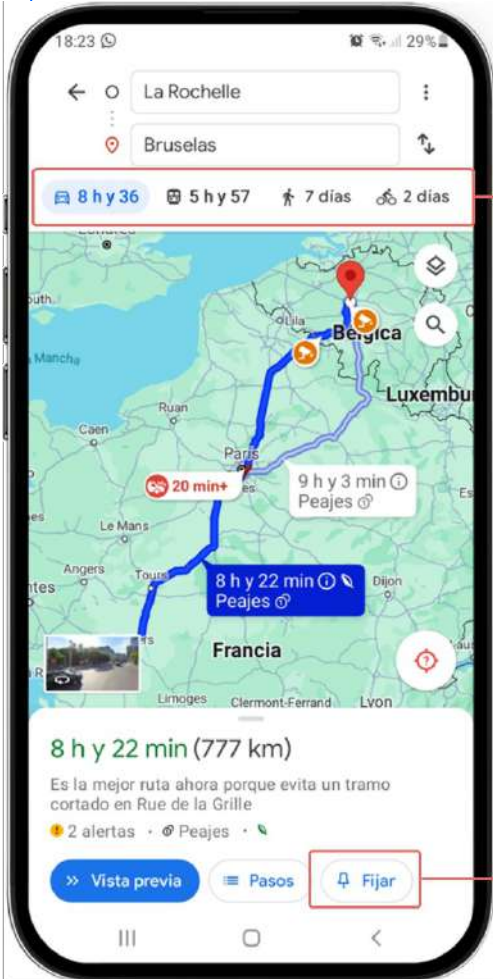 18:23 29%
La Rochelle
Bruselas
8 h y 36 5 h y 57 7 días 2 días
Lila
Bélgica
Mancha
Luxembu
Ruan
Caen
París
20 min+
9 h y 3 min
Peajes
Le Mans
Angers
Tours
8 h y 22 min
Peajes
Dijon
Francia
Limoges Clermont-Ferrand Lyon
8 h y 22 min (777 km)
Es la mejor ruta ahora porque evita un tramo
cortado en Rue de la Grille
2 alertas · Peajes ·
Vista previa Pasos Fijar